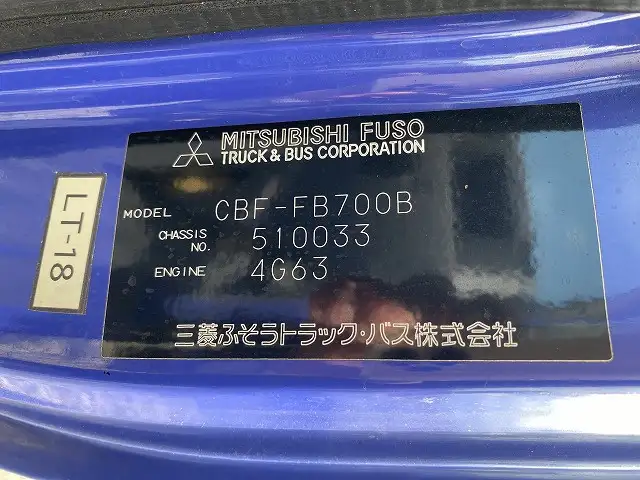 MITSUBISHI FUSO
TRUCK & BUS CORPORATION
MODEL CBF-FB700B
CHASSIS NO. 510033
ENGINE 4G63
三菱ふそうトラック・バス株式会社
LT-18